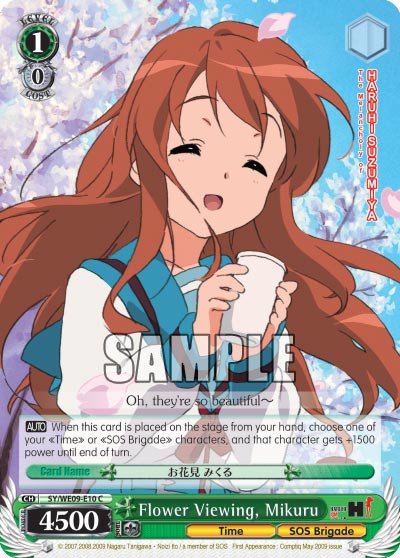 LEVEL
1
0
COST
The Melancholy of
HARUHI SUZUMIYA
SAMPLE
Oh, they're so beautiful～
AUTO When this card is placed on the stage from your hand, choose one of
your «Time» or «SOS Brigade» characters, and that character gets +1500
power until end of turn.
Card Name
お花見 みくる
CH
SY/WE09-E10 C
4500
Flower Viewing, Mikuru
Time
SOS Brigade
© 2007,2008,2009 Nagaru Tanigawa・Noizi Ito / a member of SOS First Appearance : Comptiq May 2009 issue